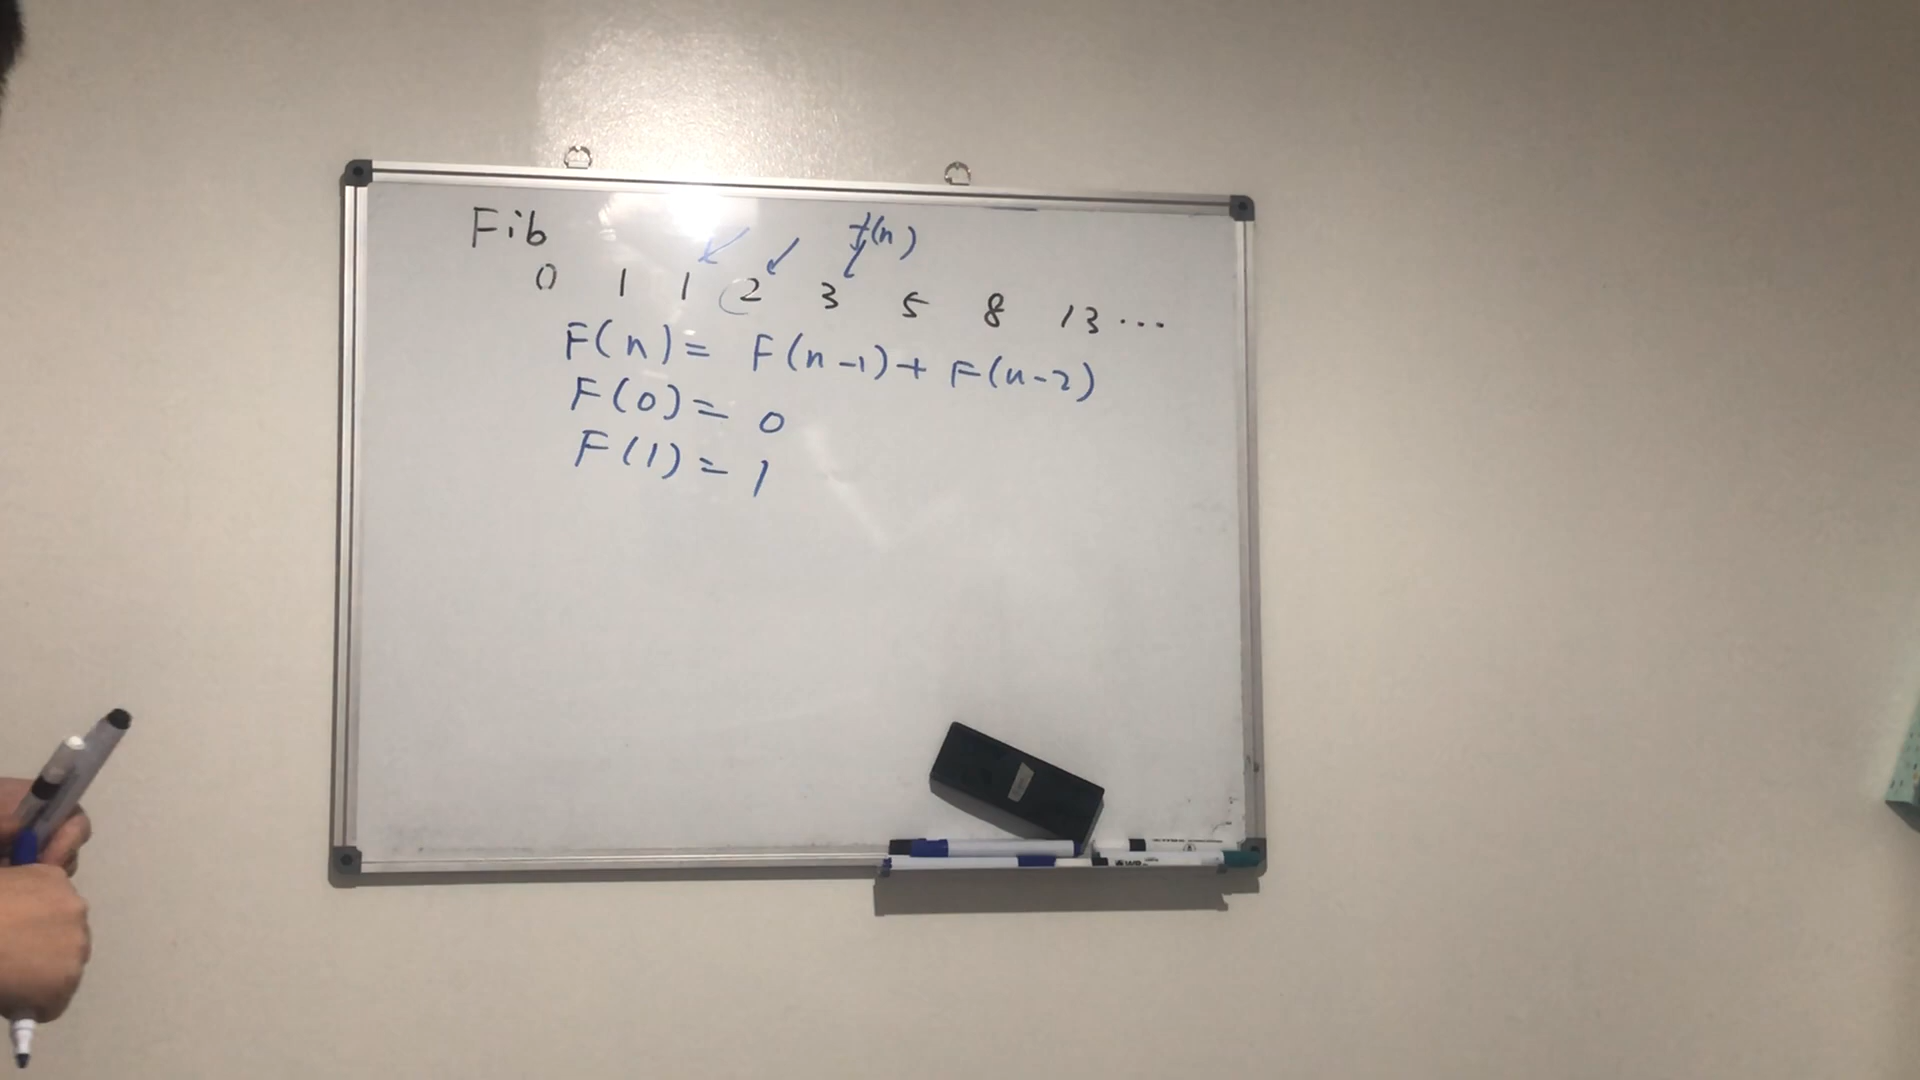 Fib
f(n)
0 1 1 2 3 5 8 13 ...
F(n) = F(n-1) + F(n-2)
F(0) = 0
F(1) = 1